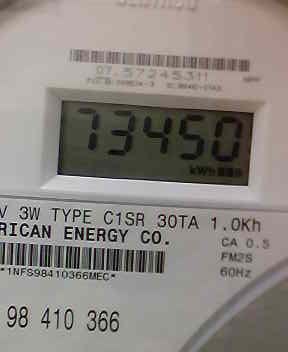 07.57245311
73450
kWh
V 3W TYPE C1SR 30TA 1.0Kh
RICAN ENERGY CO.
CA 0.5
FM2S
60Hz
*1NFS98410366MEC*
98 410 366